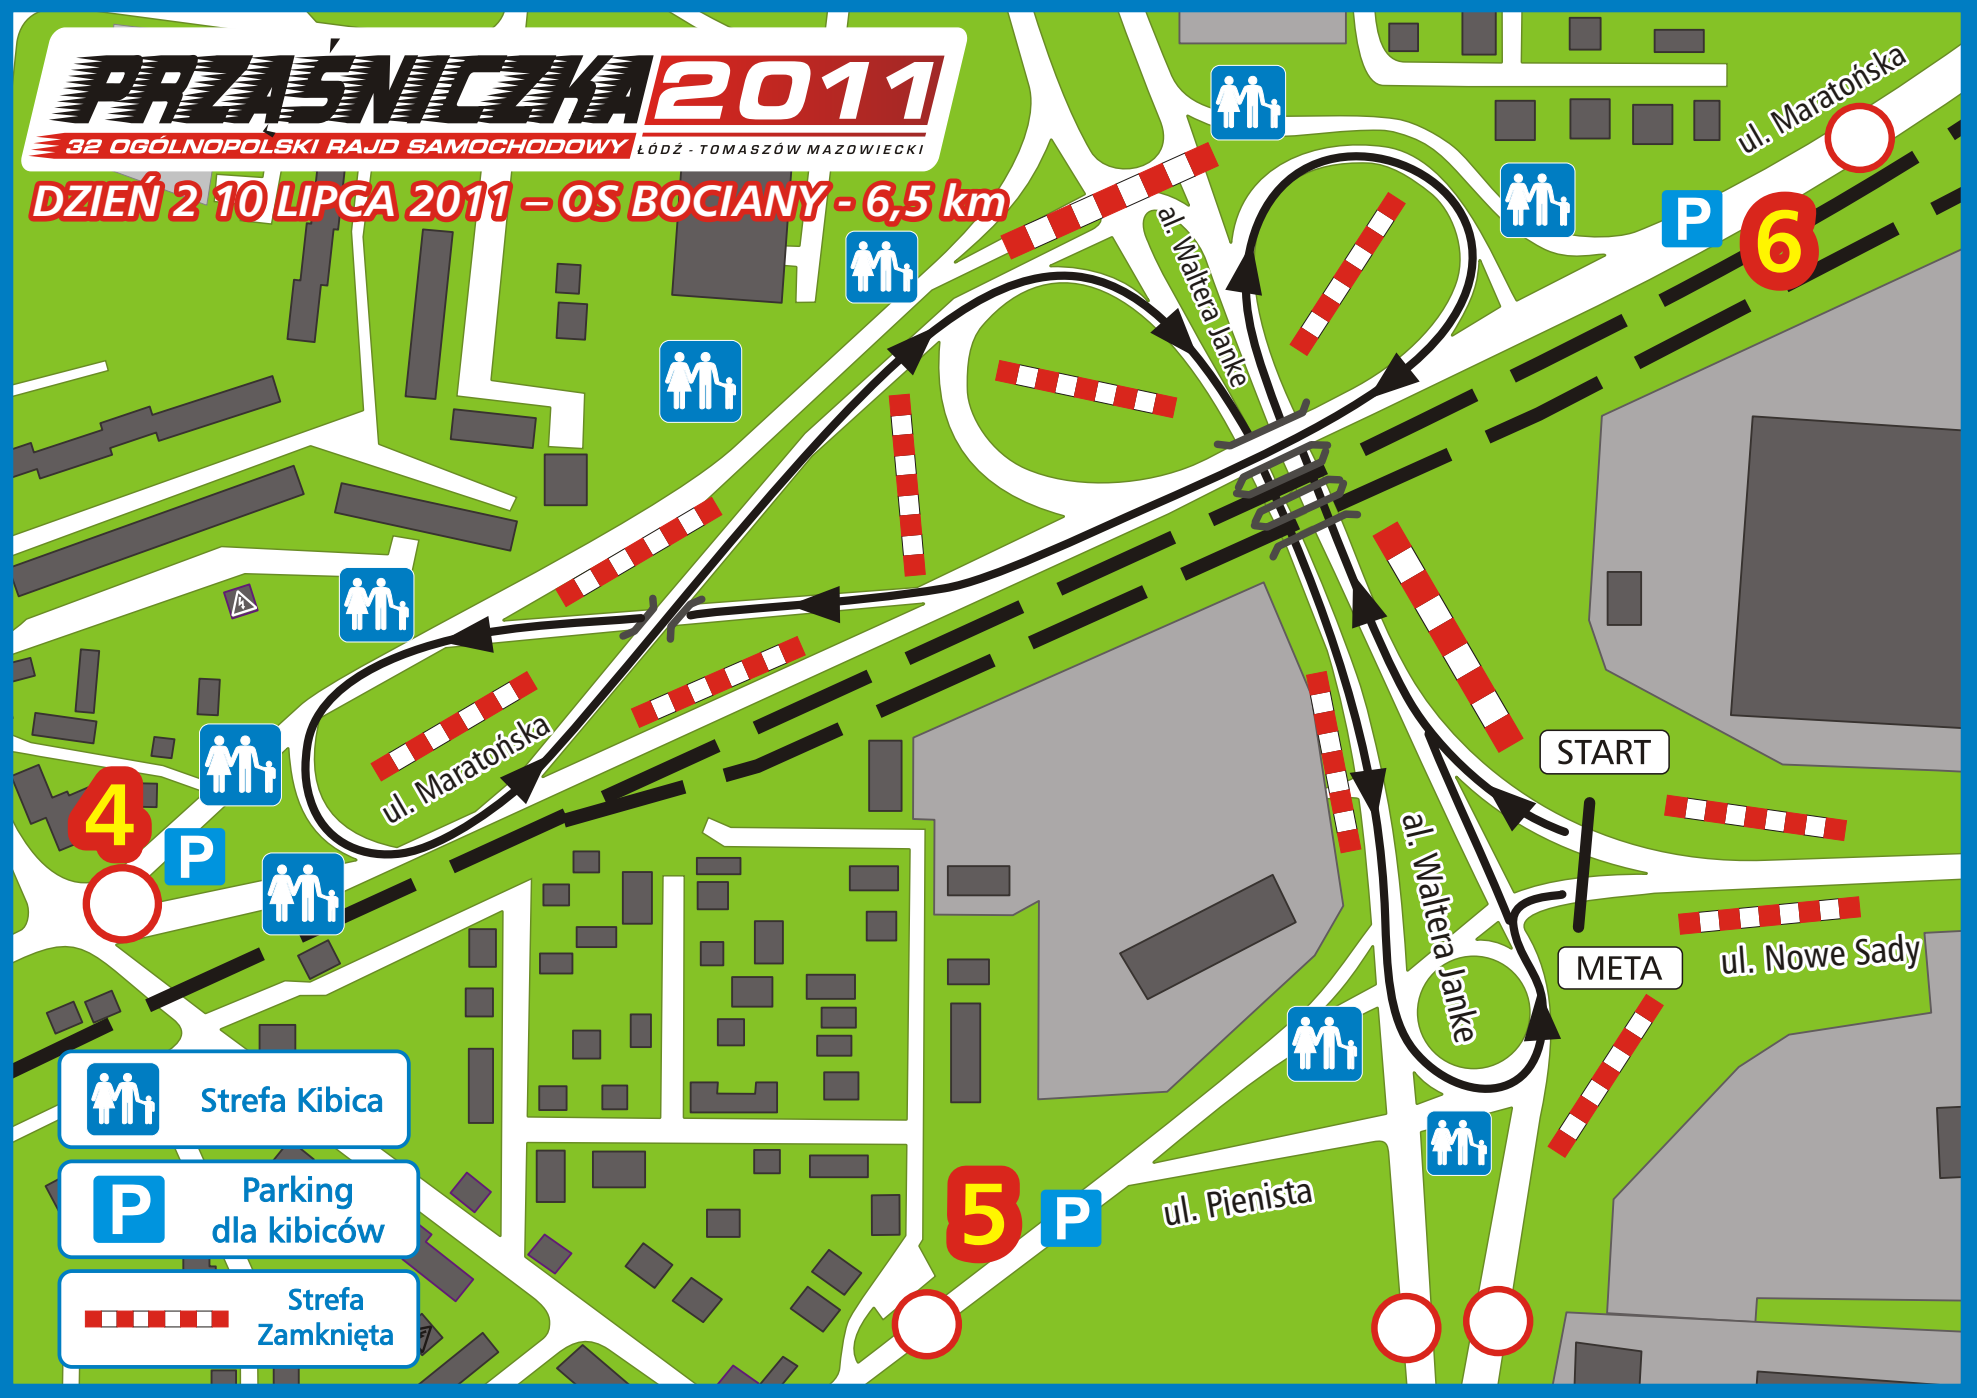 PRZAŚNICZKA 2011
32 OGÓLNOPOLSKI RAJD SAMOCHODOWY
ŁÓDŹ - TOMASZÓW MAZOWIECKI
DZIEŃ 2 10 LIPCA 2011 – OS BOCIANY - 6,5 km
ul. Maratońska
P
6
al. Waltera Janke
ul. Maratońska
START
4
P
al. Waltera Janke
META
ul. Nowe Sady
5
P
ul. Pienista
Strefa Kibica
P
Parking
dla kibiców
Strefa
Zamknięta